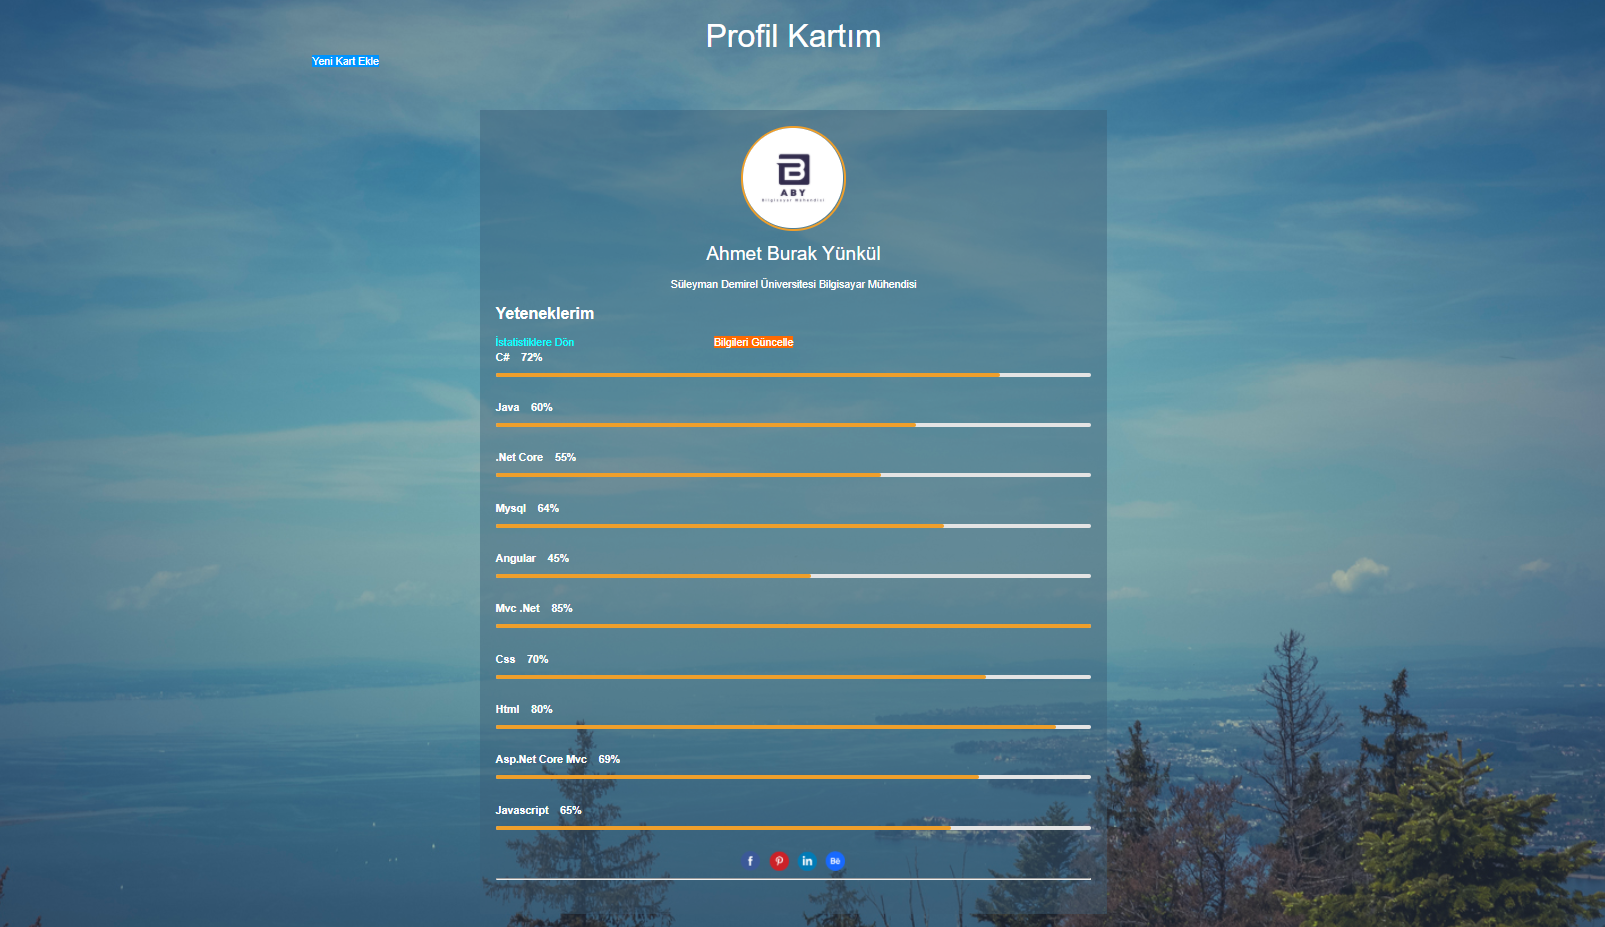 Profil Kartım
Yeni Kart Ekle
ABY
Bilgisayar Mühendisi
Ahmet Burak Yünkül
Süleyman Demirel Üniversitesi Bilgisayar Mühendisi
Yeteneklerim
İstatistiklere Dön Bilgileri Güncelle
C# 72%
Java 60%
.Net Core 55%
Mysql 64%
Angular 45%
Mvc .Net 85%
Css 70%
Html 80%
Asp.Net Core Mvc 69%
Javascript 65%
f in Bē